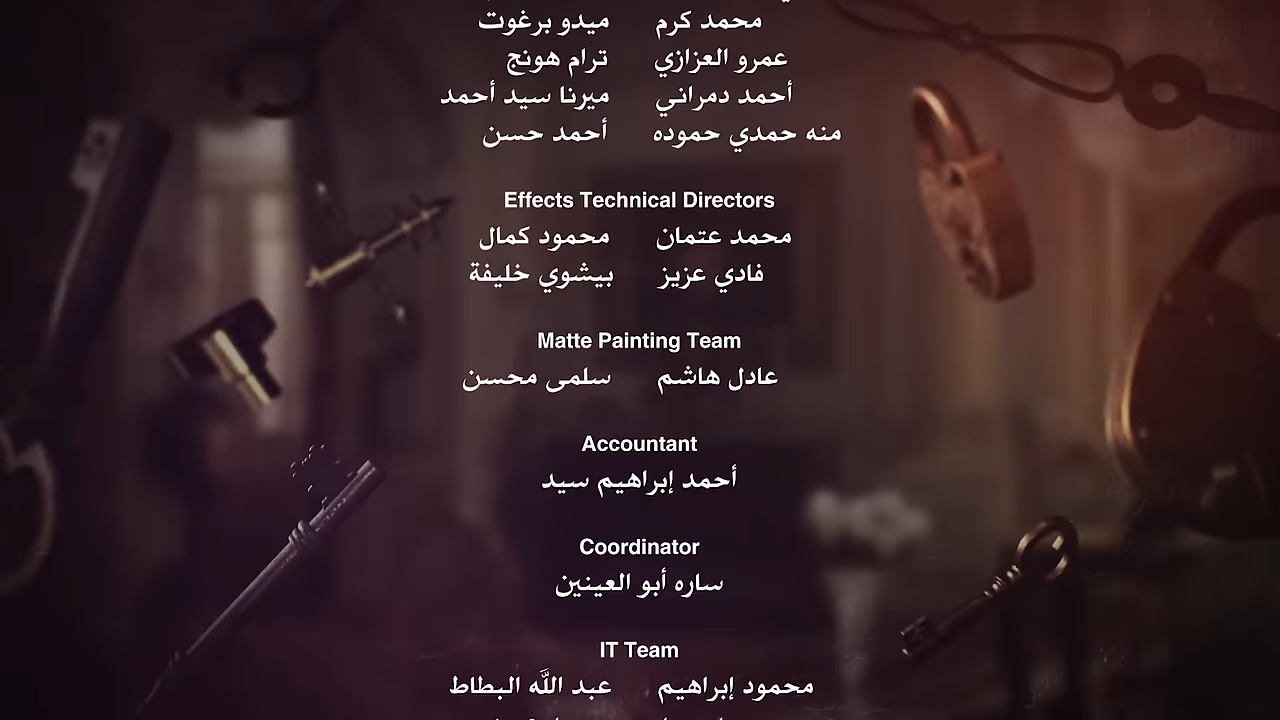 محمد كرم ميدو برغوت
عمرو العزازي ترام هونج
أحمد دمراني ميرنا سيد أحمد
منه حمدي حموده أحمد حسن
Effects Technical Directors
محمد عتمان محمود كمال
فادي عزيز بيشوي خليفة
Matte Painting Team
عادل هاشم سلمى محسن
Accountant
أحمد إبراهيم سيد
Coordinator
ساره أبو العينين
IT Team
محمود إبراهيم عبد اللَّه البطاط